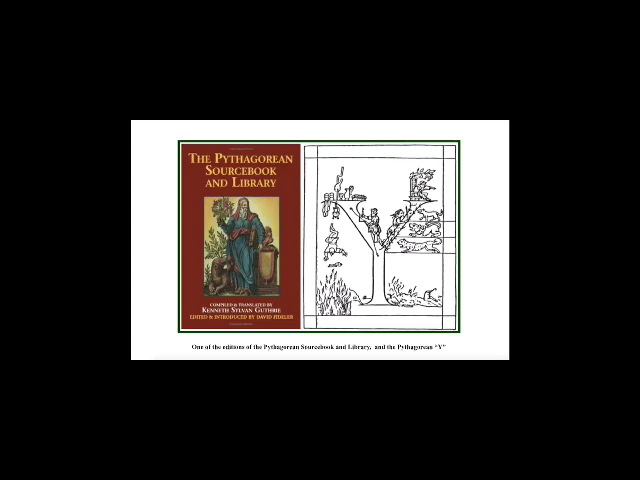 THE PYTHAGOREAN
SOURCEBOOK
AND LIBRARY
COMPILED & TRANSLATED BY
KENNETH SYLVAN GUTHRIE
EDITED & INTRODUCED BY DAVID FIDELER
One of the editions of the Pythagorean Sourcebook and Library, and the Pythagorean "Y"